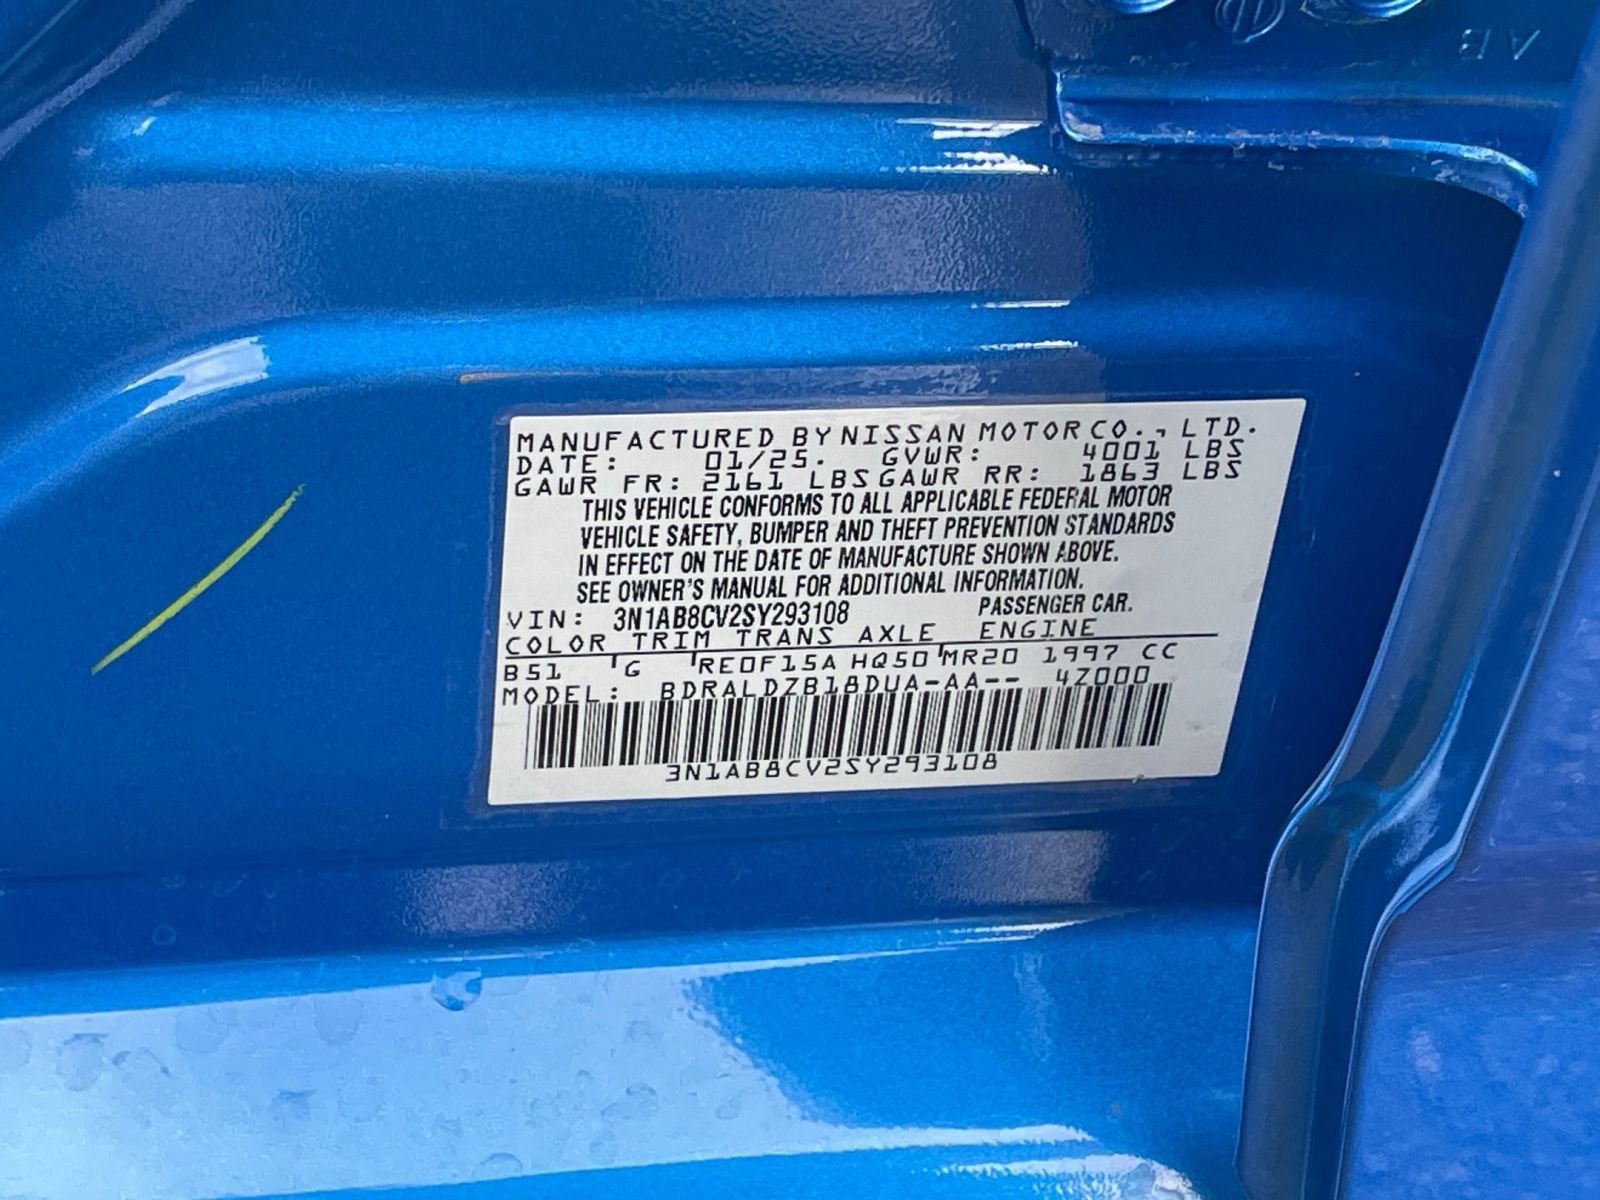 AB
MANUFACTURED BY NISSAN MOTOR CO., LTD.
DATE: 01/25. GVWR: 4001 LBS
GAWR FR: 2161 LBS GAWR RR: 1863 LBS
THIS VEHICLE CONFORMS TO ALL APPLICABLE FEDERAL MOTOR
VEHICLE SAFETY, BUMPER AND THEFT PREVENTION STANDARDS
IN EFFECT ON THE DATE OF MANUFACTURE SHOWN ABOVE.
SEE OWNER'S MANUAL FOR ADDITIONAL INFORMATION.
VIN: 3N1AB8CV2SY293108 PASSENGER CAR.
COLOR TRIM TRANS AXLE ENGINE
B51 G RE0F15A HQ50 MR20 1997 CC
MODEL: BDRALDZB18DUA-AA-- 4Z000
3N1AB8CV2SY293108